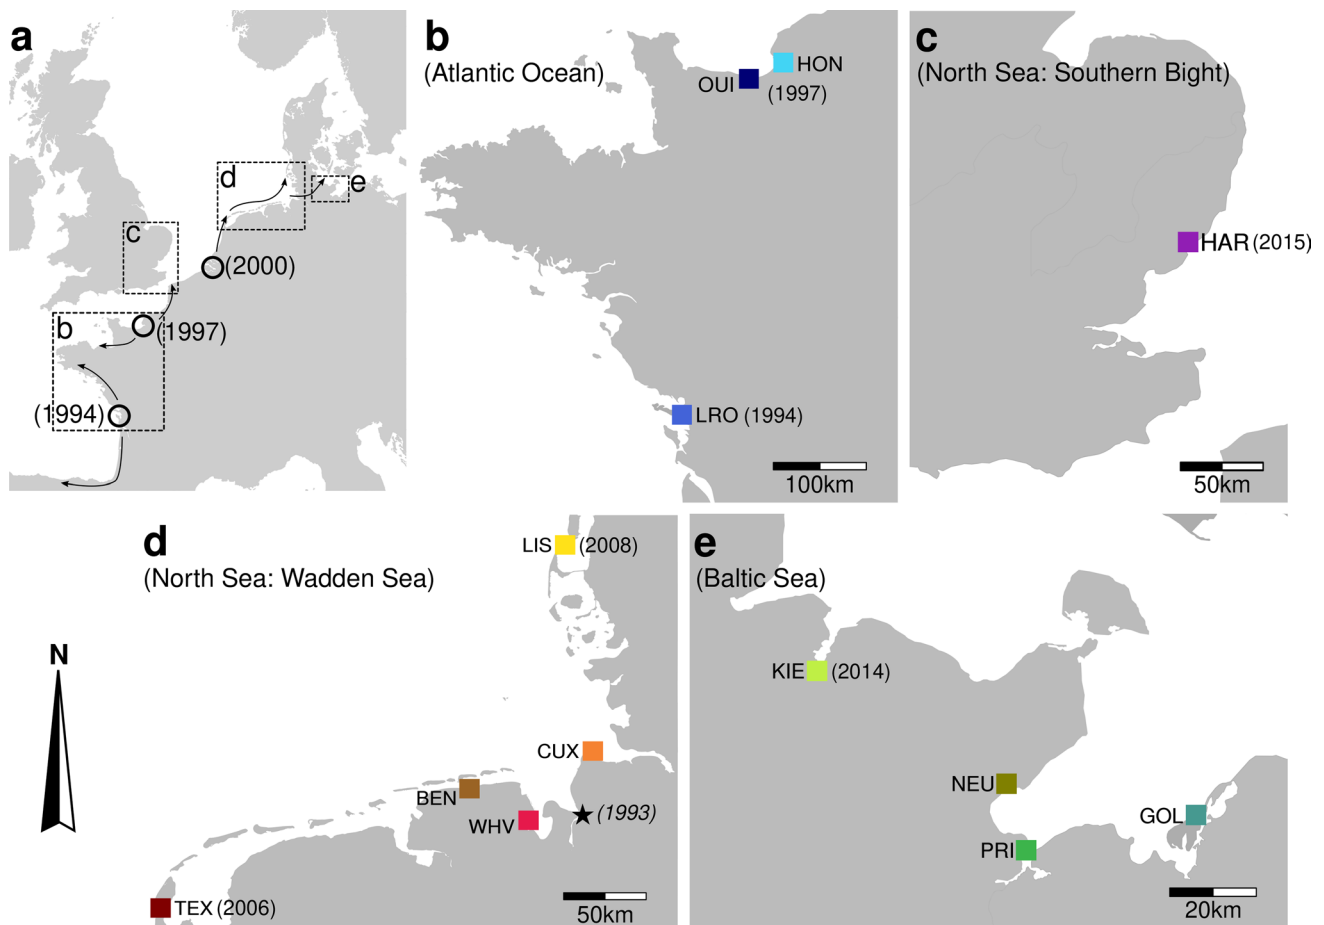 a
d
e
c
(2000)
b
(1997)
(1994)
b
(Atlantic Ocean)
HON
OUI
(1997)
LRO (1994)
100km
c
(North Sea: Southern Bight)
HAR (2015)
50km
d
(North Sea: Wadden Sea)
LIS (2008)
N
CUX
BEN
WHV
(1993)
TEX (2006)
50km
e
(Baltic Sea)
KIE (2014)
NEU
GOL
PRI
20km